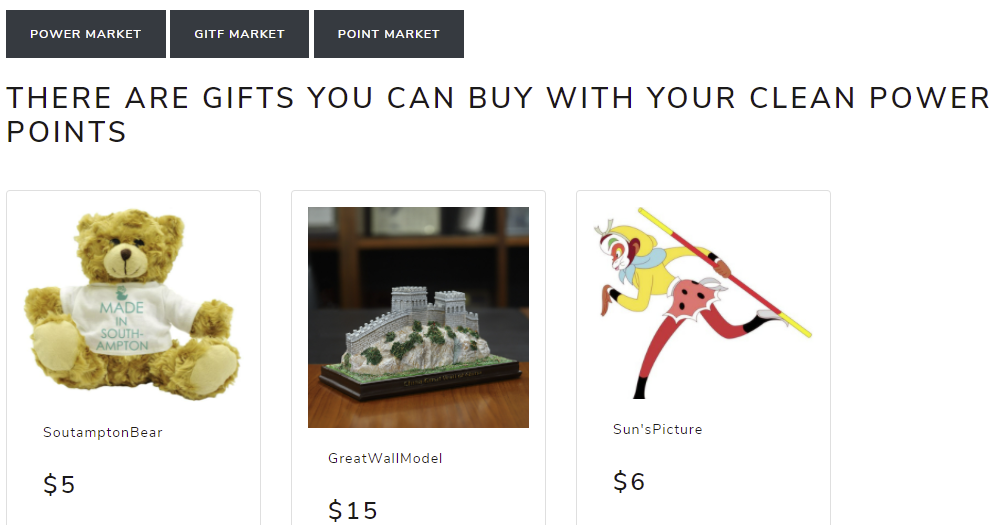 POWER MARKET
GITF MARKET
POINT MARKET
THERE ARE GIFTS YOU CAN BUY WITH YOUR CLEAN POWER
POINTS
MADE
IN
SOUTH-
AMPTON
SoutamptonBear
$5
GreatWallModel
$15
Sun'sPicture
$6